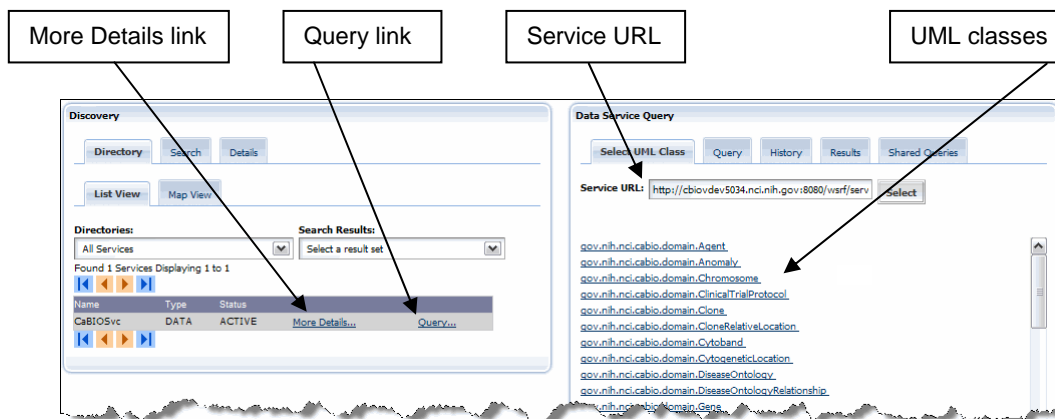 More Details link
Query link
Service URL
UML classes
Discovery
Directory Search Details
List View Map View
Directories: Search Results:
All Services Select a result set
Found 1 Services Displaying 1 to 1
Name Type Status
CaBIOSvc DATA ACTIVE More Details... Query...
Data Service Query
Select UML Class Query History Results Shared Queries
Service URL: http://cbiovdev5034.nci.nih.gov:8080/wsrf/serv Select
gov.nih.nci.cabio.domain.Agent
gov.nih.nci.cabio.domain.Anomaly
gov.nih.nci.cabio.domain.Chromosome
gov.nih.nci.cabio.domain.ClinicalTrialProtocol
gov.nih.nci.cabio.domain.Clone
gov.nih.nci.cabio.domain.CloneRelativeLocation
gov.nih.nci.cabio.domain.Cytoband
gov.nih.nci.cabio.domain.CytogeneticLocation
gov.nih.nci.cabio.domain.DiseaseOntology
gov.nih.nci.cabio.domain.DiseaseOntologyRelationship
gov.nih.nci.cabio.domain.Gene